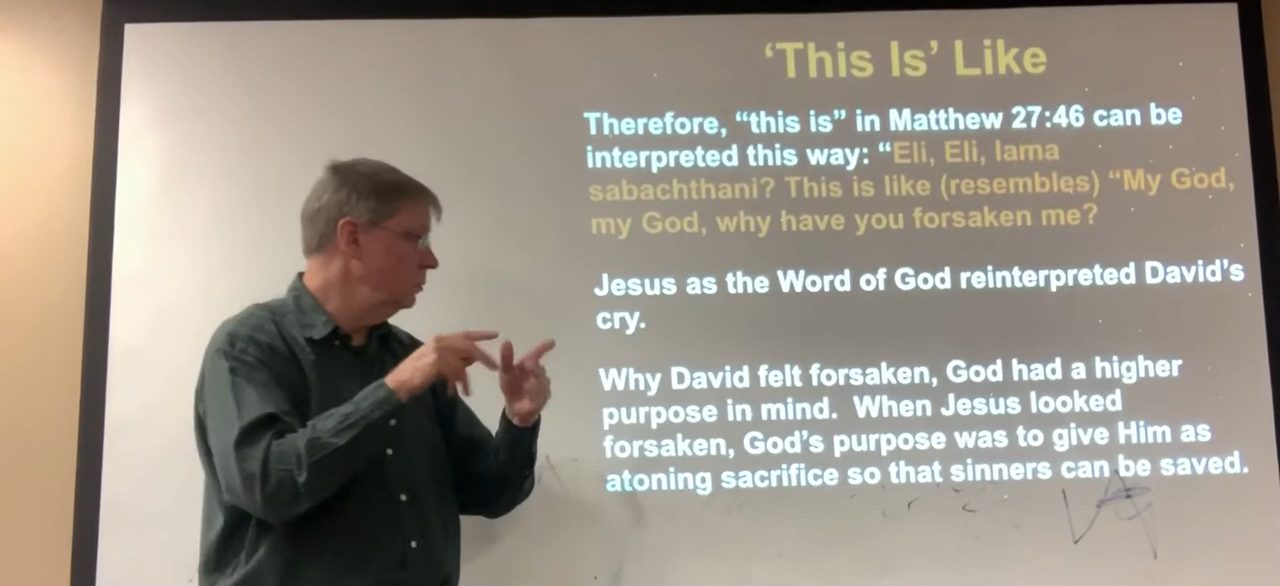 ‘This Is’ Like
Therefore, “this is” in Matthew 27:46 can be
interpreted this way: “Eli, Eli, lama
sabachthani? This is like (resembles) “My God,
my God, why have you forsaken me?
Jesus as the Word of God reinterpreted David’s
cry.
Why David felt forsaken, God had a higher
purpose in mind. When Jesus looked
forsaken, God’s purpose was to give Him as
atoning sacrifice so that sinners can be saved.